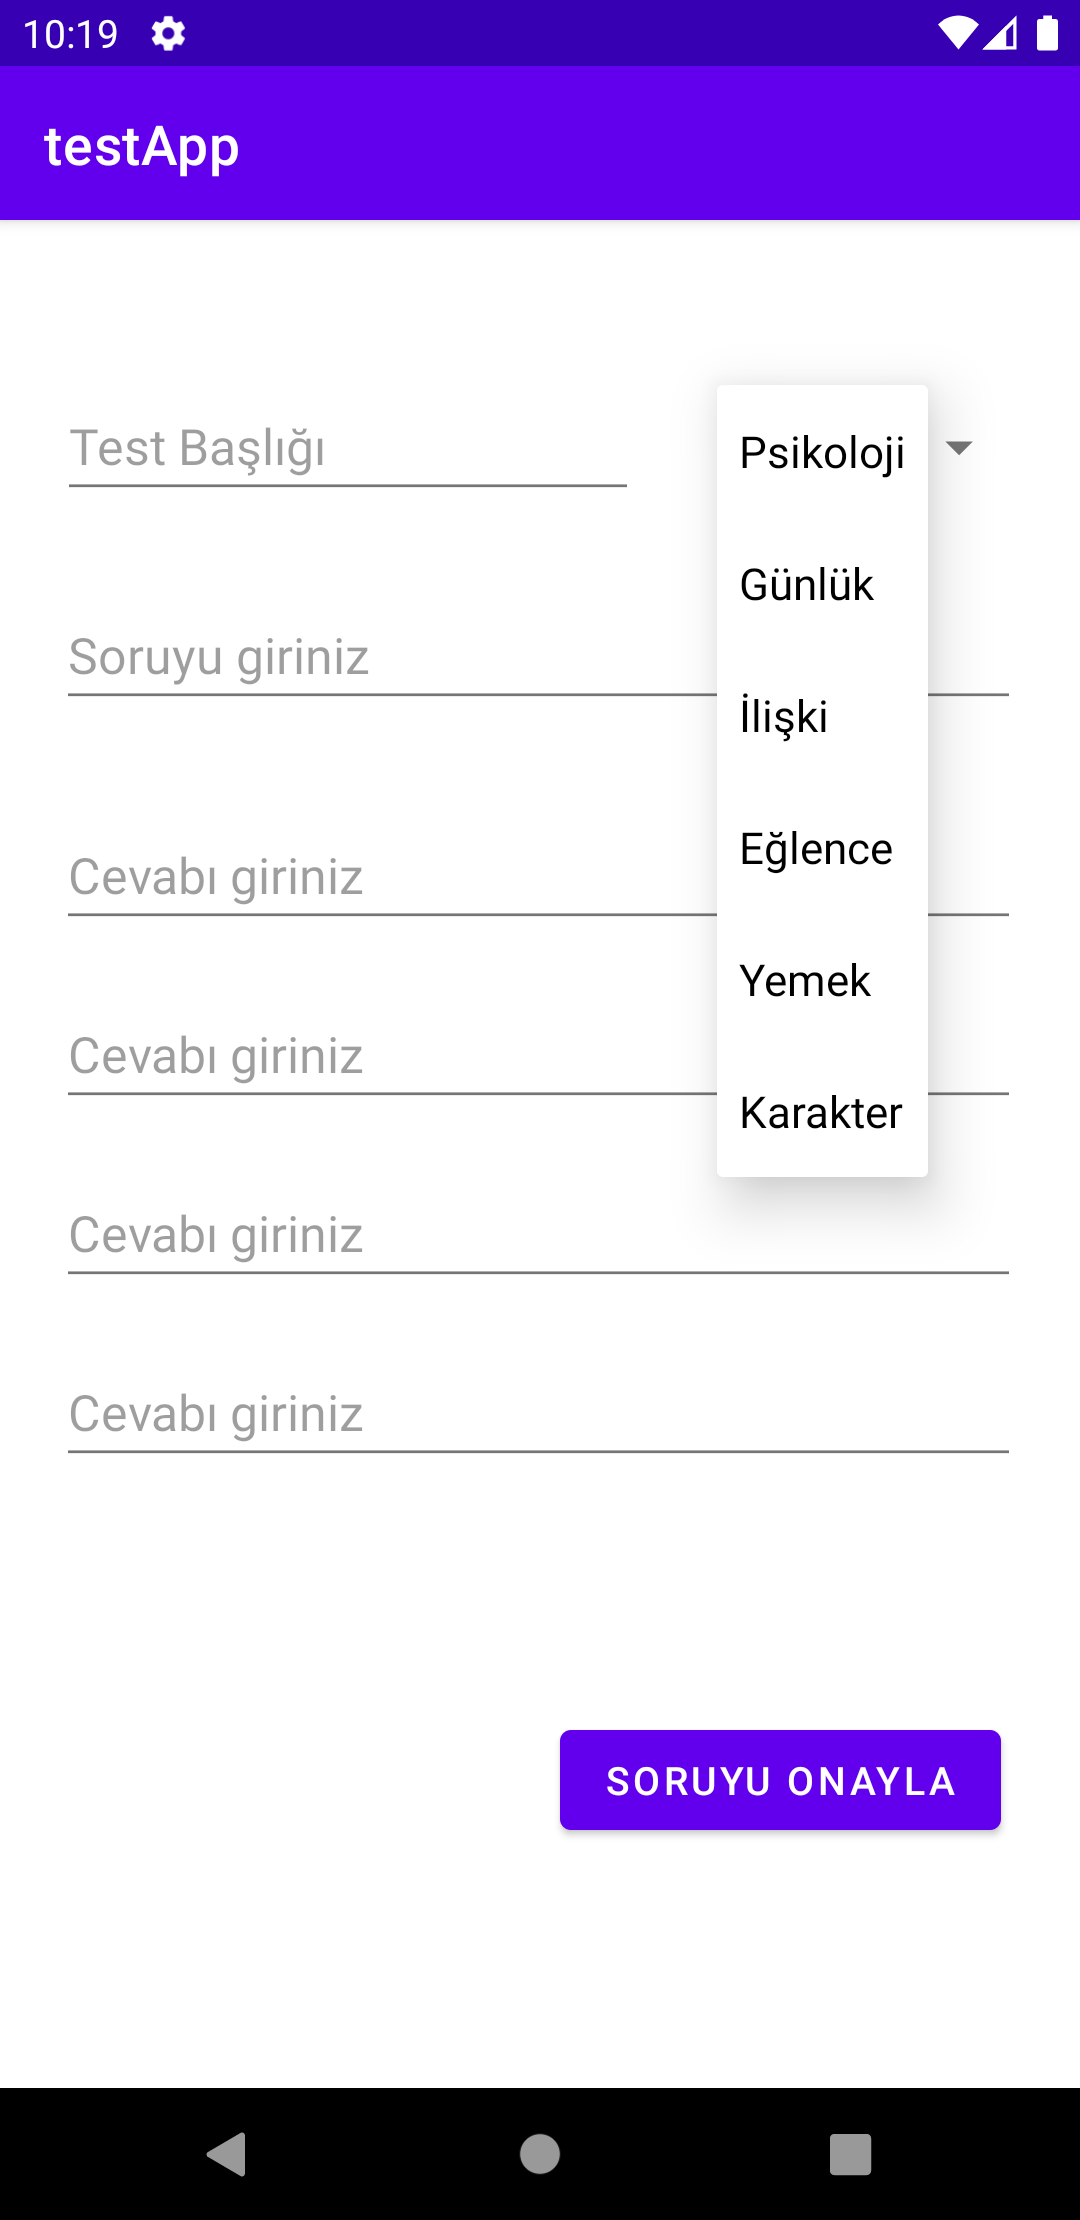 10:19
testApp
Test Başlığı
Psikoloji
Günlük
Soruyu giriniz
İlişki
Eğlence
Cevabı giriniz
Yemek
Cevabı giriniz
Karakter
Cevabı giriniz
Cevabı giriniz
SORUYU ONAYLA